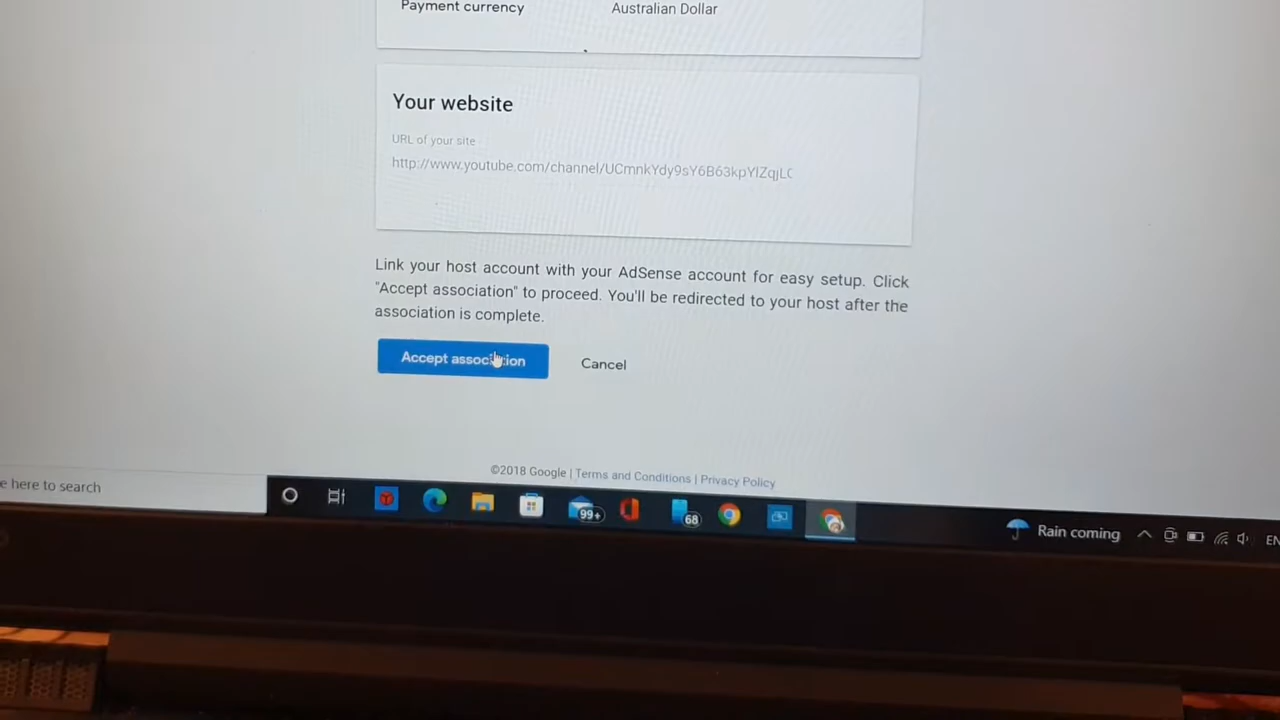 Payment currency Australian Dollar
Your website
URL of your site
Link your host account with your AdSense account for easy setup. Click
"Accept association" to proceed. You'll be redirected to your host after the
association is complete.
Accept association Cancel
©2018 Google | Terms and Conditions | Privacy Policy
e here to search
99+
68
Rain coming
EN